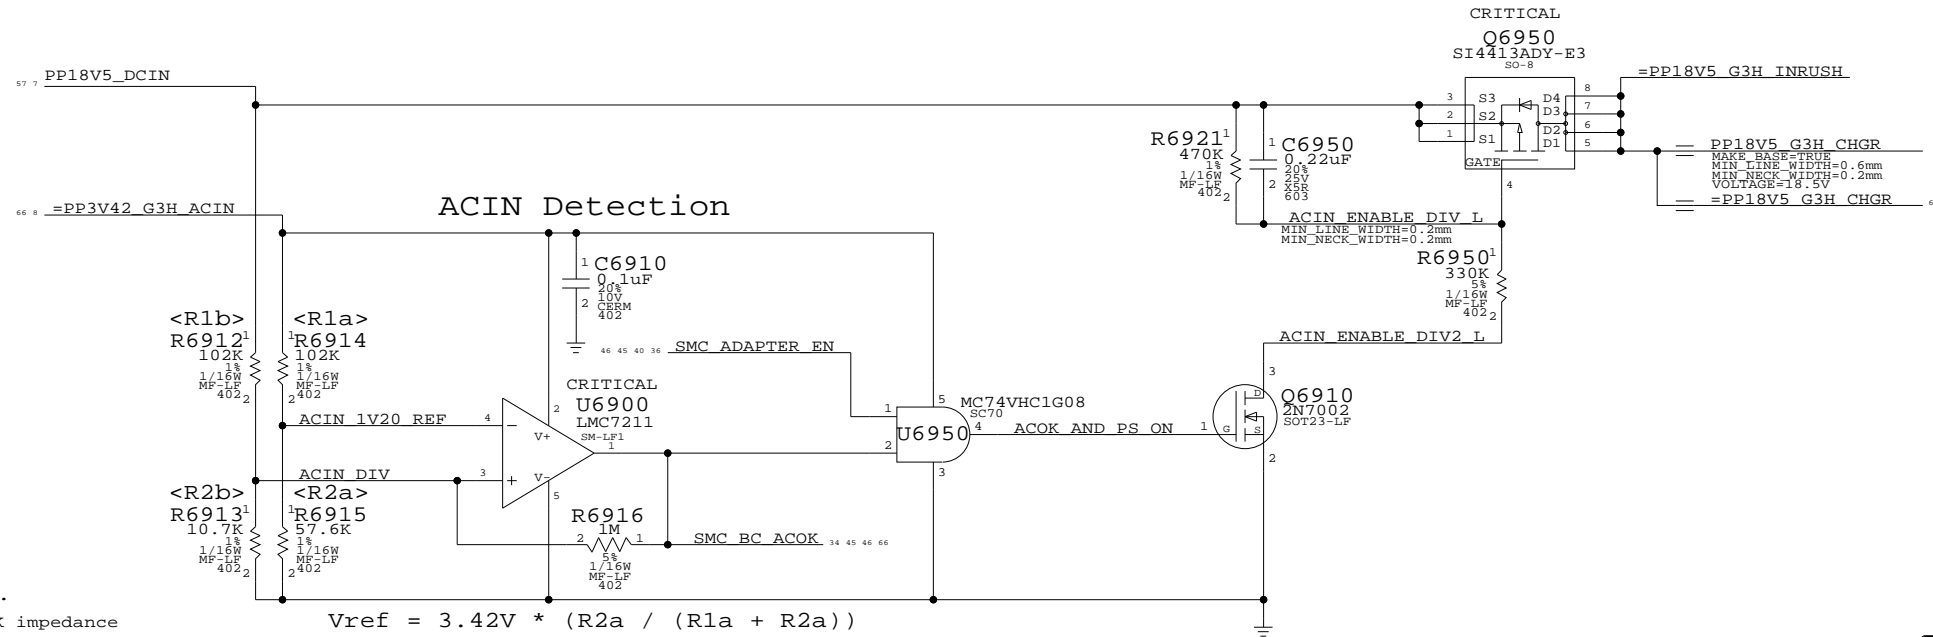 CRITICAL
Q6950
SI4413ADY-E3
SO-8
57 7 PP18V5_DCIN
=PP18V5_G3H_INRUSH
3 S3 D4 8
2 S2 D3 7
1 S1 D2 6
D1 5
GATE
4
PP18V5_G3H_CHGR
MAKE_BASE=TRUE
MIN_LINE_WIDTH=0.6mm
MIN_NECK_WIDTH=0.2mm
VOLTAGE=18.5V
=PP18V5_G3H_CHGR 6
R6921 1
470K
1%
1/16W
MF-LF
402 2
1 C6950
0.22uF
20%
25V
2 X5R
603
66 8 =PP3V42_G3H_ACIN
ACIN Detection
ACIN_ENABLE_DIV_L
MIN_LINE_WIDTH=0.2mm
MIN_NECK_WIDTH=0.2mm
R6950 1
330K
5%
1/16W
MF-LF
402 2
1 C6910
0.1uF
20%
10V
2 CERM
402
<R1b>
R6912 1
102K
1%
1/16W
MF-LF
402 2
<R1a>
1 R6914
102K
1%
1/16W
MF-LF
2 402
46 45 40 36 SMC_ADAPTER_EN
ACIN_ENABLE_DIV2_L
CRITICAL
U6900
LMC7211
SM-LF1
2
V+
4 −
3 +
V-
5
1
ACIN_1V20_REF
ACIN_DIV
5 MC74VHC1G08
SC70
1
2
U6950
4
3
ACOK_AND_PS_ON
3
Q6910
2N7002
SOT23-LF
D
1 G S
2
<R2b>
R6913 1
10.7K
1%
1/16W
MF-LF
402 2
<R2a>
1 R6915
57.6K
1%
1/16W
MF-LF
2 402
R6916
1M
2 1
5%
1/16W
MF-LF
402
SMC_BC_ACOK 34 45 46 66
.
K impedance
Vref = 3.42V * (R2a / (R1a + R2a))